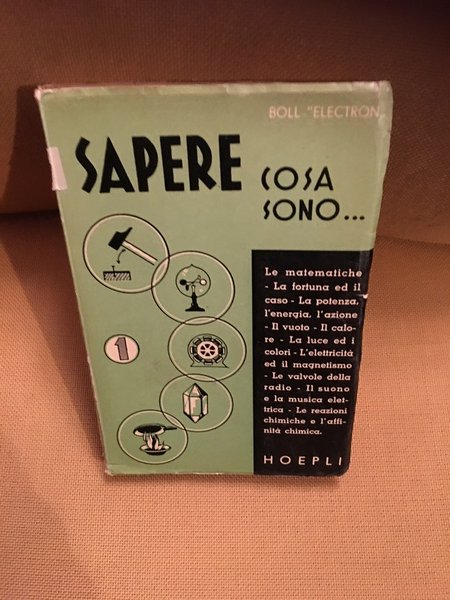 BOLL - "ELECTRON
SAPERE COSA
SONO...
Le matematiche
- La fortuna ed il
caso - La potenza,
l'energia, l'azione
- Il vuoto - Il calo-
re - La luce ed i
colori - L'elettricità
ed il magnetismo
- Le valvole della
radio - Il suono
e la musica elet-
trica - Le reazioni
chimiche e l'affi-
nità chimica.
1
HOEPLI